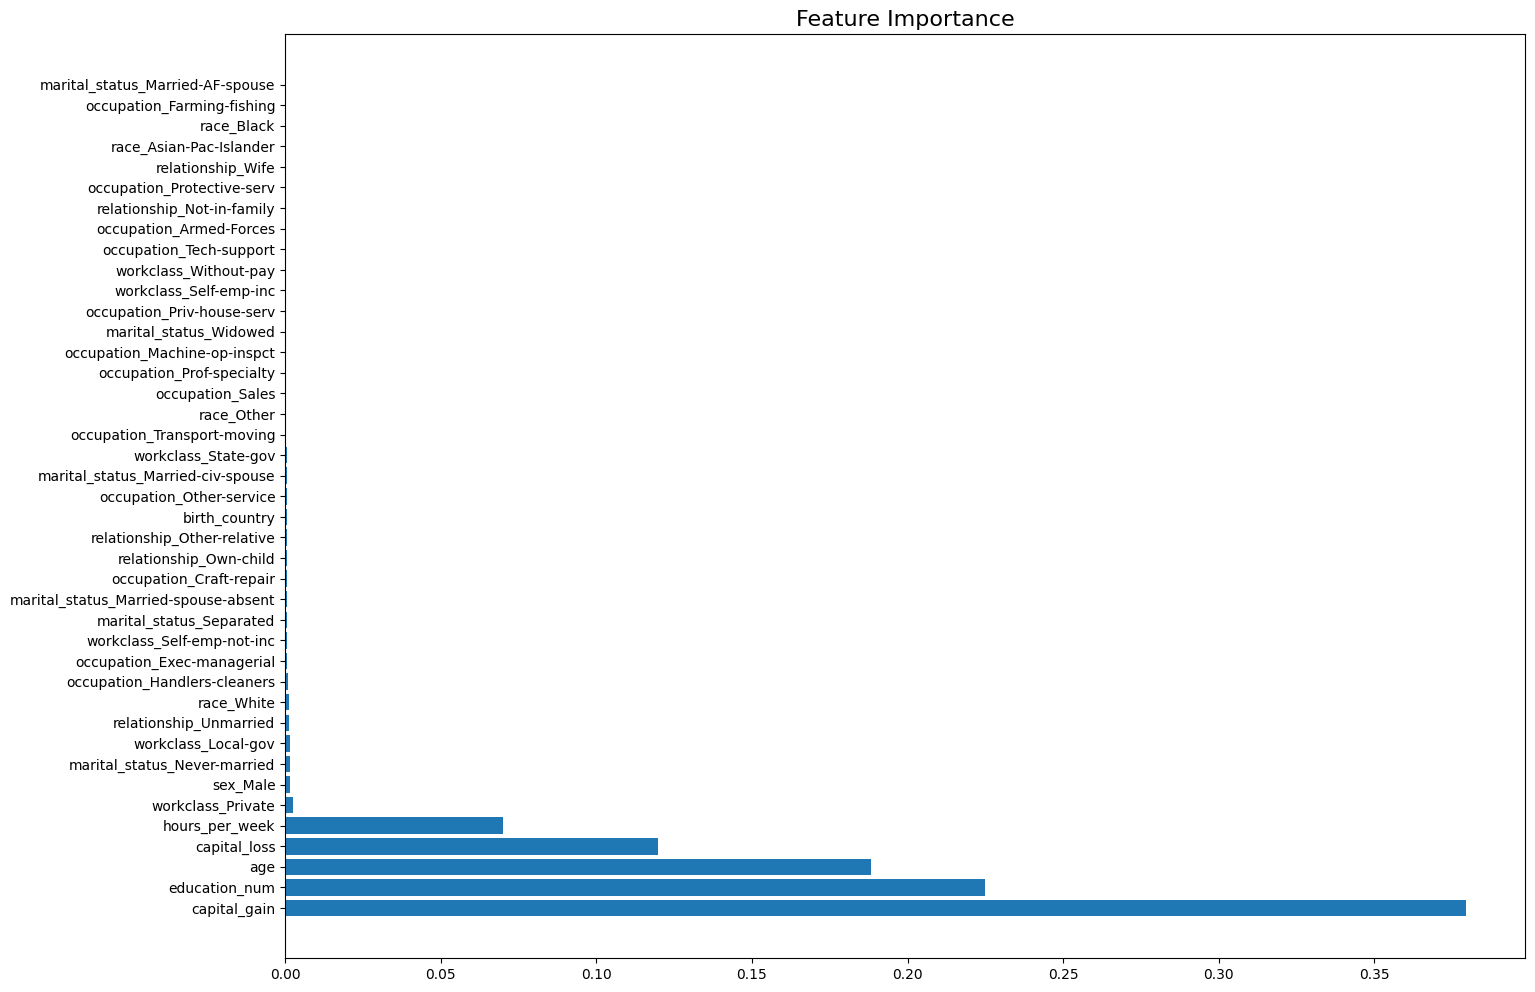 Feature Importance
marital_status_Married-AF-spouse
occupation_Farming-fishing
race_Black
race_Asian-Pac-Islander
relationship_Wife
occupation_Protective-serv
relationship_Not-in-family
occupation_Armed-Forces
occupation_Tech-support
workclass_Without-pay
workclass_Self-emp-inc
occupation_Priv-house-serv
marital_status_Widowed
occupation_Machine-op-inspct
occupation_Prof-specialty
occupation_Sales
race_Other
occupation_Transport-moving
workclass_State-gov
marital_status_Married-civ-spouse
occupation_Other-service
birth_country
relationship_Other-relative
relationship_Own-child
occupation_Craft-repair
marital_status_Married-spouse-absent
marital_status_Separated
workclass_Self-emp-not-inc
occupation_Exec-managerial
occupation_Handlers-cleaners
race_White
relationship_Unmarried
workclass_Local-gov
marital_status_Never-married
sex_Male
workclass_Private
hours_per_week
capital_loss
age
education_num
capital_gain
0.00 0.05 0.10 0.15 0.20 0.25 0.30 0.35